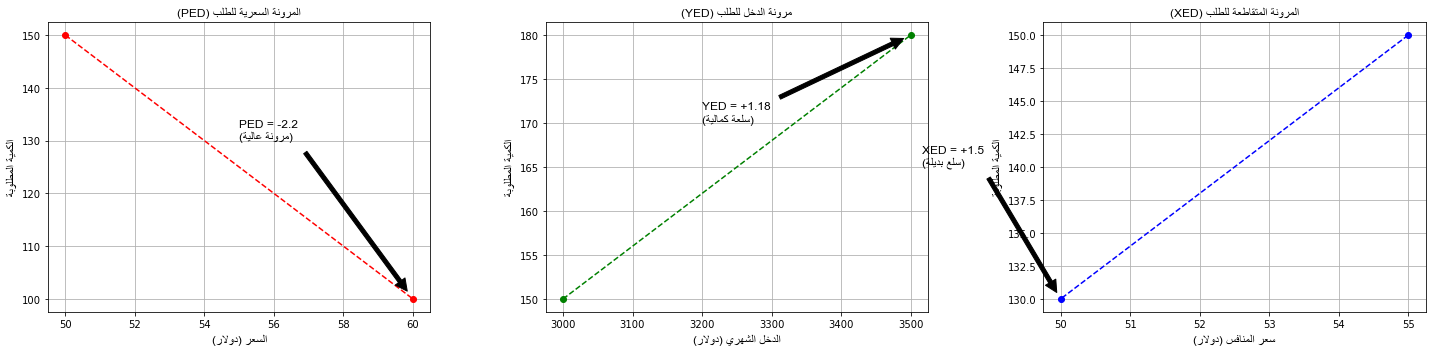 المرونة السعرية للطلب (PED)
150
140
130
120
110
100
الكمية المطلوبة
PED = -2.2
(مرونة عالية)
50
52
54
56
58
60
السعر (دولار)
مرونة الدخل للطلب (YED)
180
175
170
165
160
155
150
الكمية المطلوبة
YED = +1.18
(سلعة كمالية)
3000
3100
3200
3300
3400
3500
الدخل الشهري (دولار)
المرونة المتقاطعة للطلب (XED)
150.0
147.5
145.0
142.5
140.0
137.5
135.0
132.5
130.0
الكمية المطلوبة
XED = +1.5
(سلع بديلة)
50
51
52
53
54
55
سعر المنافس (دولار)